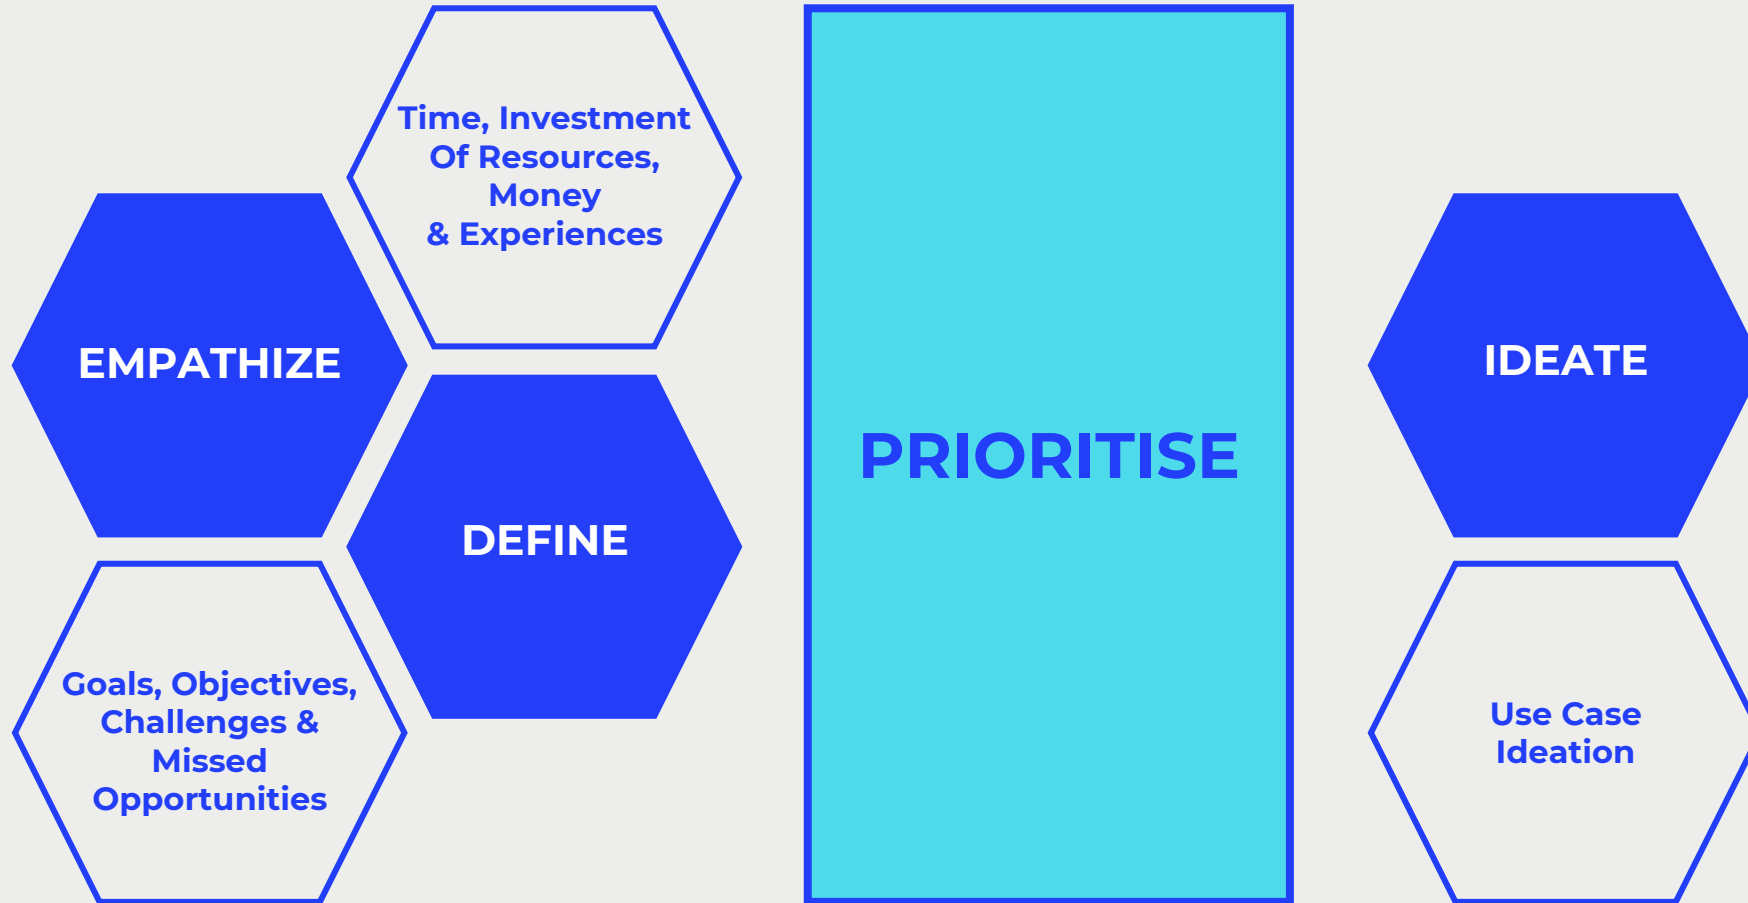 EMPATHIZE
Goals, Objectives,
Challenges &
Missed
Opportunities
Time, Investment
Of Resources,
Money
& Experiences
DEFINE
PRIORITISE
IDEATE
Use Case
Ideation